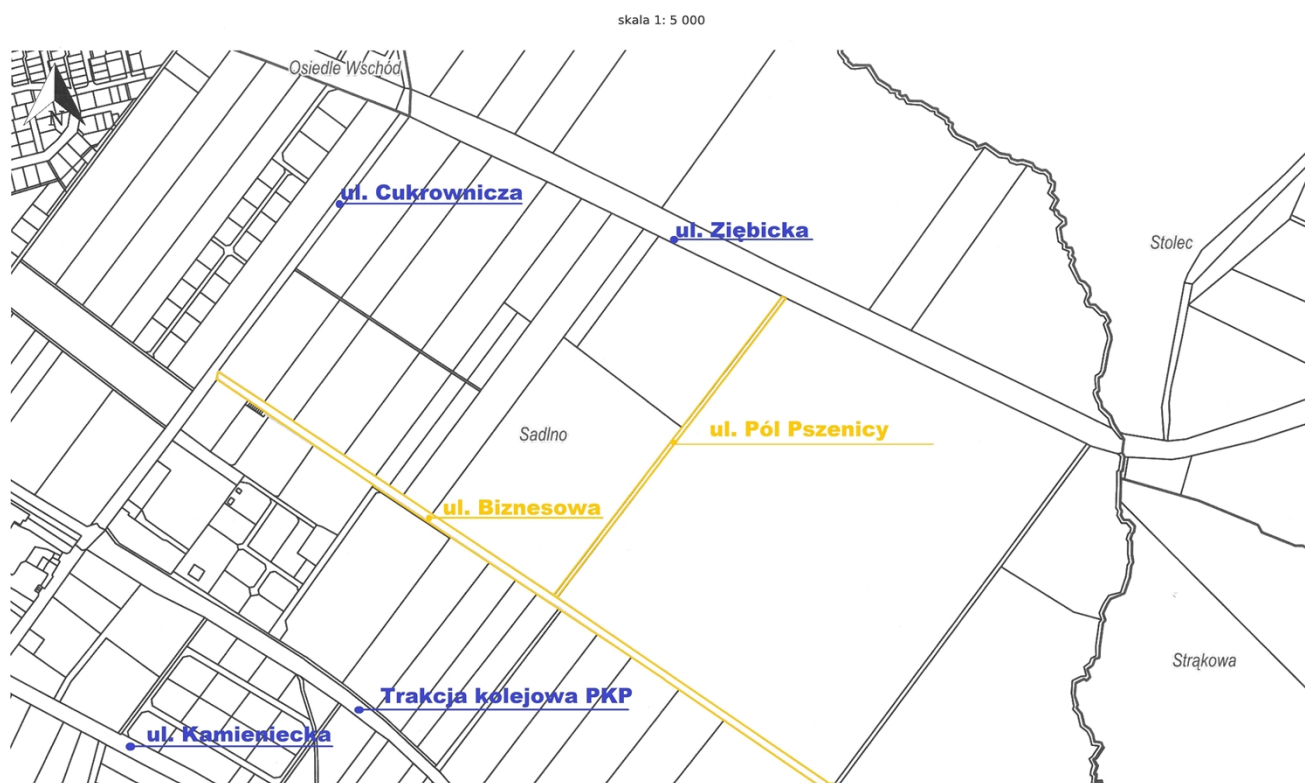 skala 1: 5 000
Osiedle Wschód
N
ul. Cukrownicza
ul. Ziębicka
Stolec
ul. Pól Pszenicy
Sadlno
ul. Biznesowa
Strąkowa
Trakcja kolejowa PKP
ul. Kamieniecka